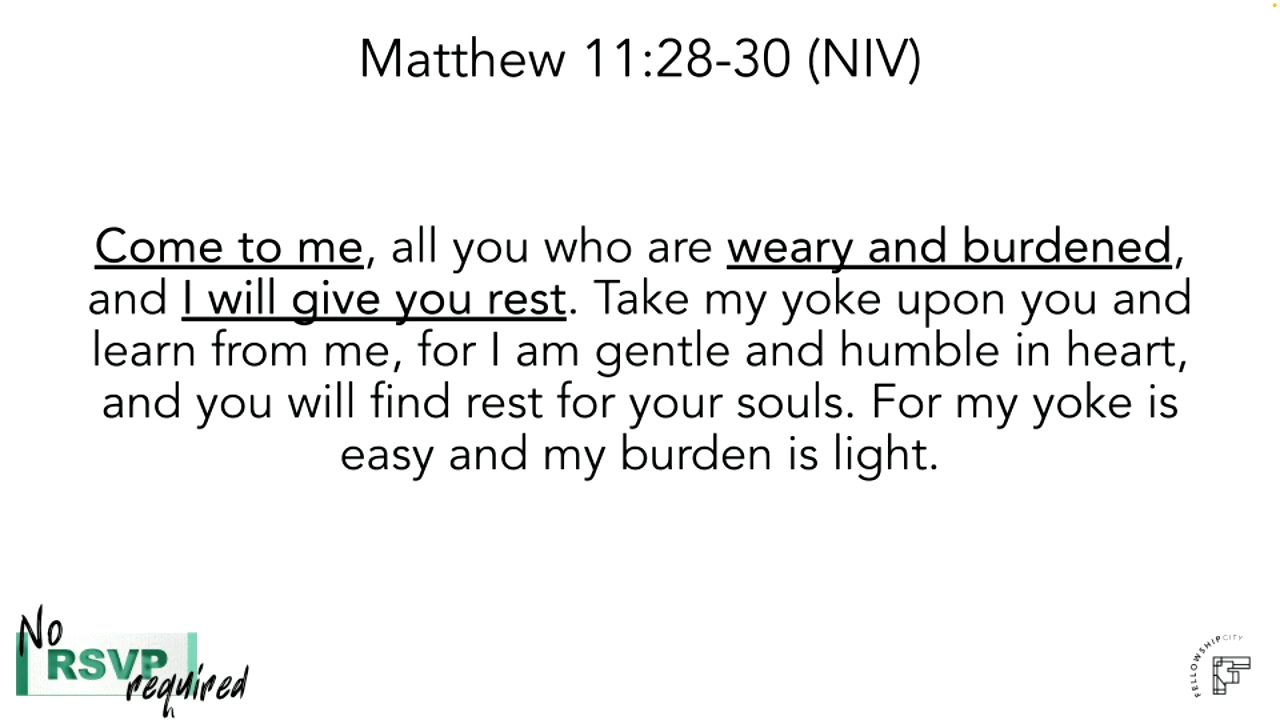 Matthew 11:28-30 (NIV)
Come to me, all you who are weary and burdened,
and I will give you rest. Take my yoke upon you and
learn from me, for I am gentle and humble in heart,
and you will find rest for your souls. For my yoke is
easy and my burden is light.
No
RSVP
required
FELLOWSHIPCITY